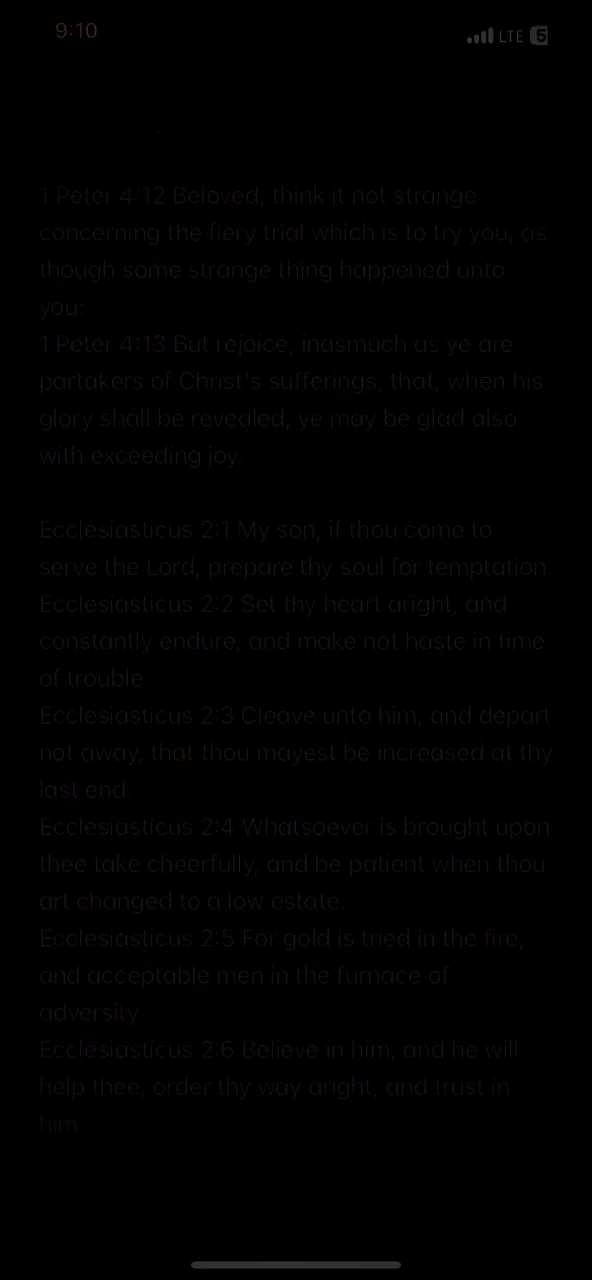 9:10
LTE 5
1 Peter 4:12 Beloved, think it not strange
concerning the fiery trial which is to try you, as
though some strange thing happened unto
you:
1 Peter 4:13 But rejoice, inasmuch as ye are
partakers of Christ's sufferings; that, when his
glory shall be revealed, ye may be glad also
with exceeding joy.
Ecclesiasticus 2:1 My son, if thou come to
serve the Lord, prepare thy soul for temptation.
Ecclesiasticus 2:2 Set thy heart aright, and
constantly endure, and make not haste in time
of trouble.
Ecclesiasticus 2:3 Cleave unto him, and depart
not away, that thou mayest be increased at thy
last end.
Ecclesiasticus 2:4 Whatsoever is brought upon
thee take cheerfully, and be patient when thou
art changed to a low estate.
Ecclesiasticus 2:5 For gold is tried in the fire,
and acceptable men in the furnace of
adversity.
Ecclesiasticus 2:6 Believe in him, and he will
help thee; order thy way aright, and trust in
him